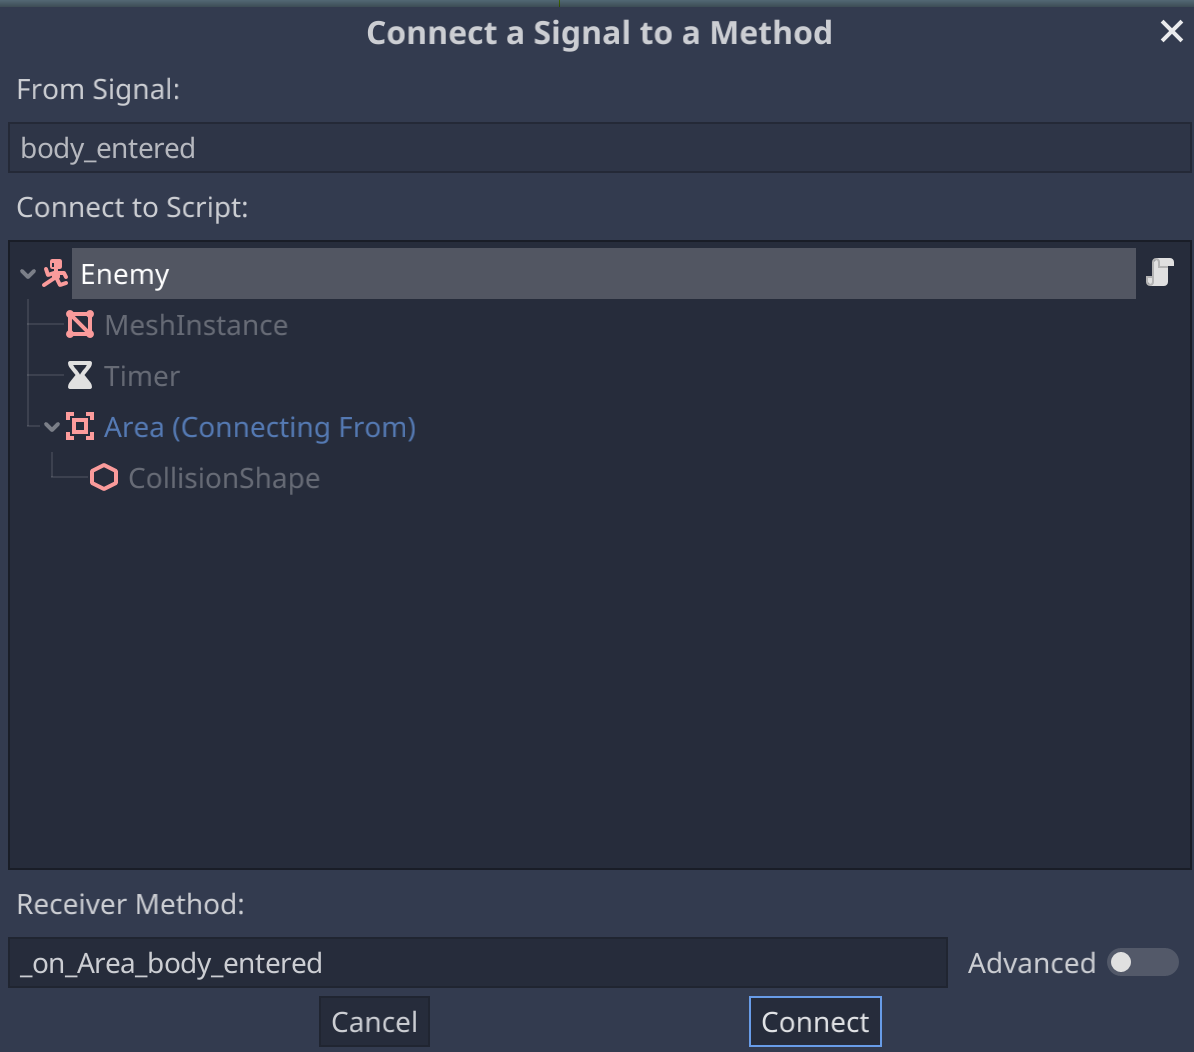 Connect a Signal to a Method
From Signal:
body_entered
Connect to Script:
Enemy
MeshInstance
Timer
Area (Connecting From)
CollisionShape
Receiver Method:
_on_Area_body_entered
Advanced
Cancel
Connect